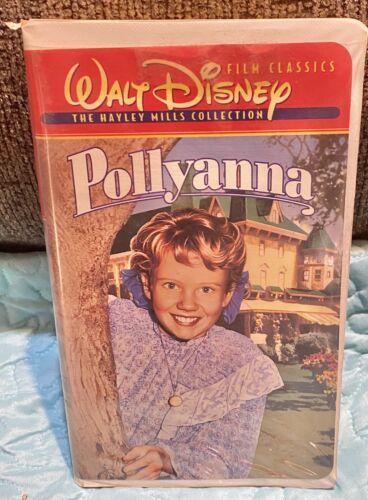 FILM CLASSICS
WALT DISNEY
THE HAYLEY MILLS COLLECTION
Pollyanna